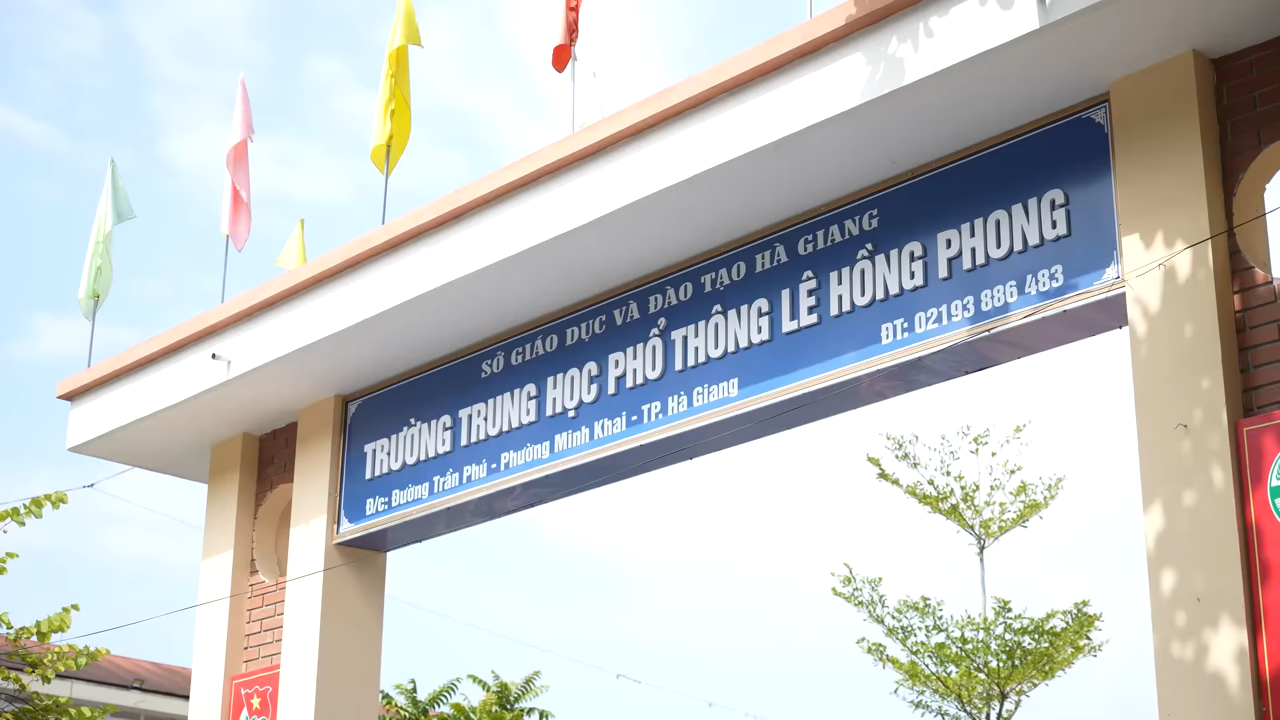 SỞ GIÁO DỤC VÀ ĐÀO TẠO HÀ GIANG
TRƯỜNG TRUNG HỌC PHỔ THÔNG LÊ HỒNG PHONG
Đ/c: Đường Trần Phú - Phường Minh Khai - TP. Hà Giang
ĐT: 02193 886 483